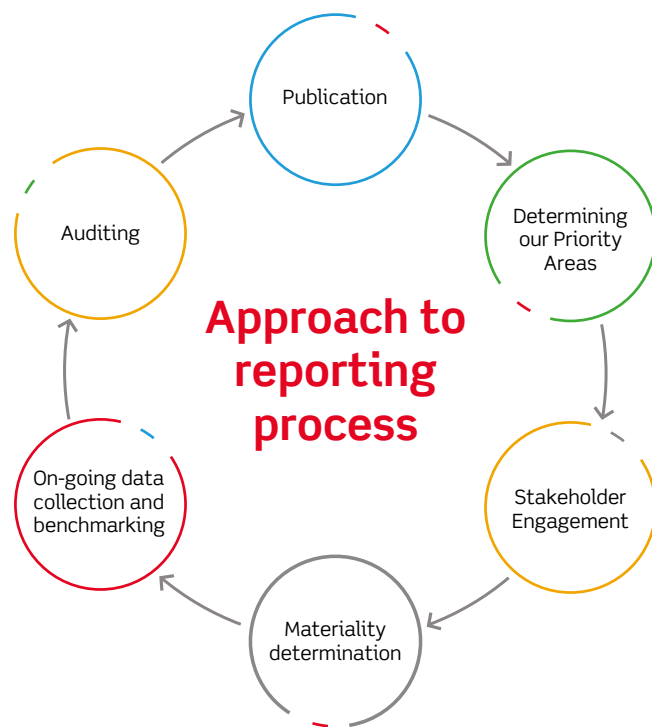 Publication
Determining
our Priority
Areas
Stakeholder
Engagement
Materiality
determination
On-going data
collection and
benchmarking
Auditing
Approach to
reporting
process